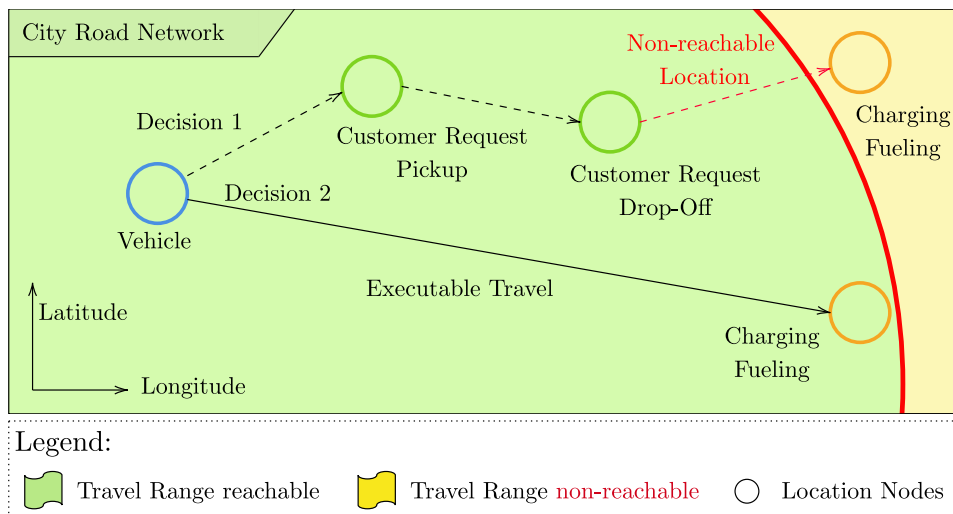 City Road Network
Non-reachable
Location
Decision 1
Customer Request
Pickup
Charging
Fueling
Decision 2
Customer Request
Drop-Off
Vehicle
Executable Travel
Latitude
Charging
Fueling
Longitude
Legend:
Travel Range reachable
Travel Range non-reachable
Location Nodes